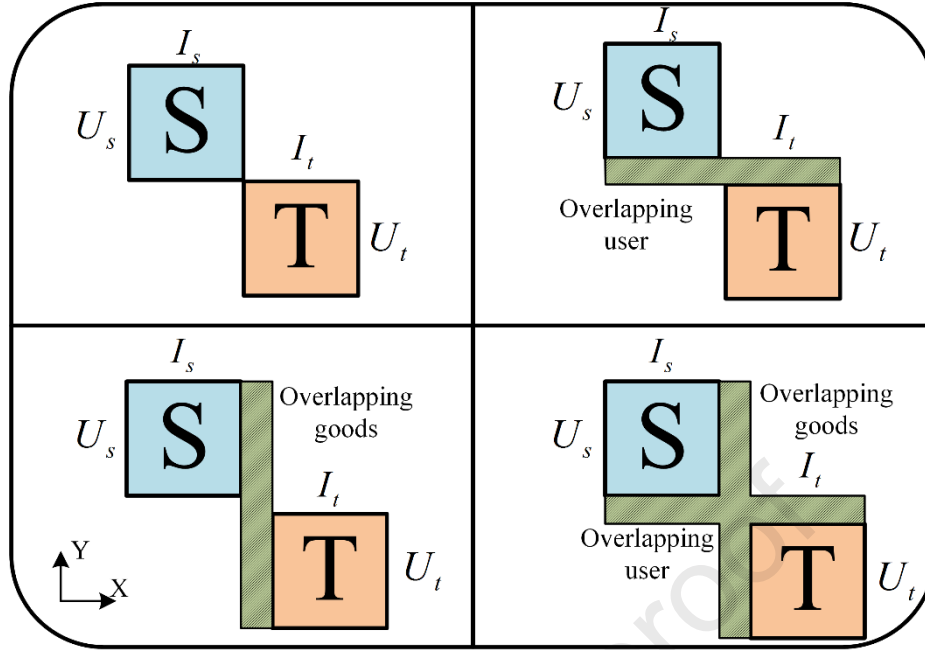 I_s
U_s
S
I_t
T
U_t
I_s
U_s
S
I_t
Overlapping
user
T
U_t
I_s
U_s
S
Overlapping
goods
I_t
T
U_t
Y
X
I_s
U_s
S
Overlapping
goods
I_t
Overlapping
user
T
U_t
proof